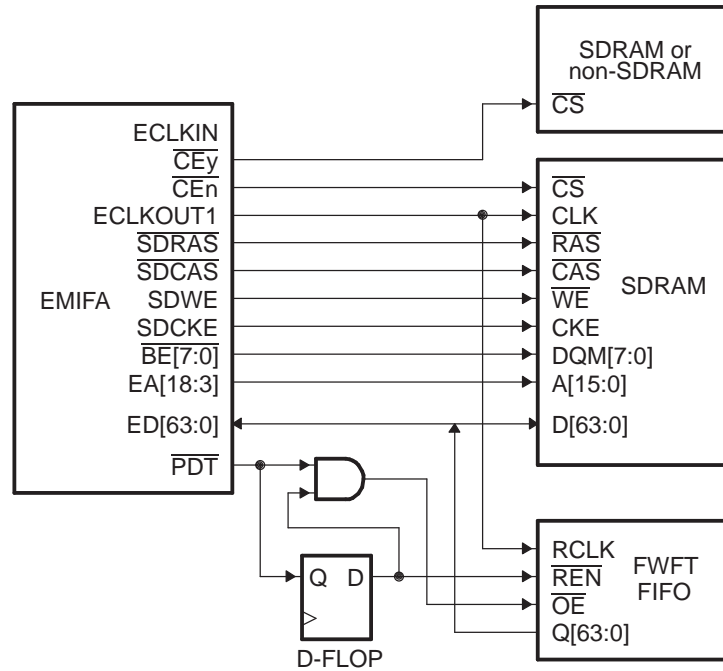 SDRAM or
non-SDRAM
CS
EMIFA
ECLKIN
CEy
CEn
ECLKOUT1
SDRAS
SDCAS
SDWE
SDCKE
BE[7:0]
EA[18:3]
ED[63:0]
PDT
SDRAM
CS
CLK
RAS
CAS
WE
CKE
DQM[7:0]
A[15:0]
D[63:0]
Q D
D-FLOP
FWFT
FIFO
RCLK
REN
OE
Q[63:0]